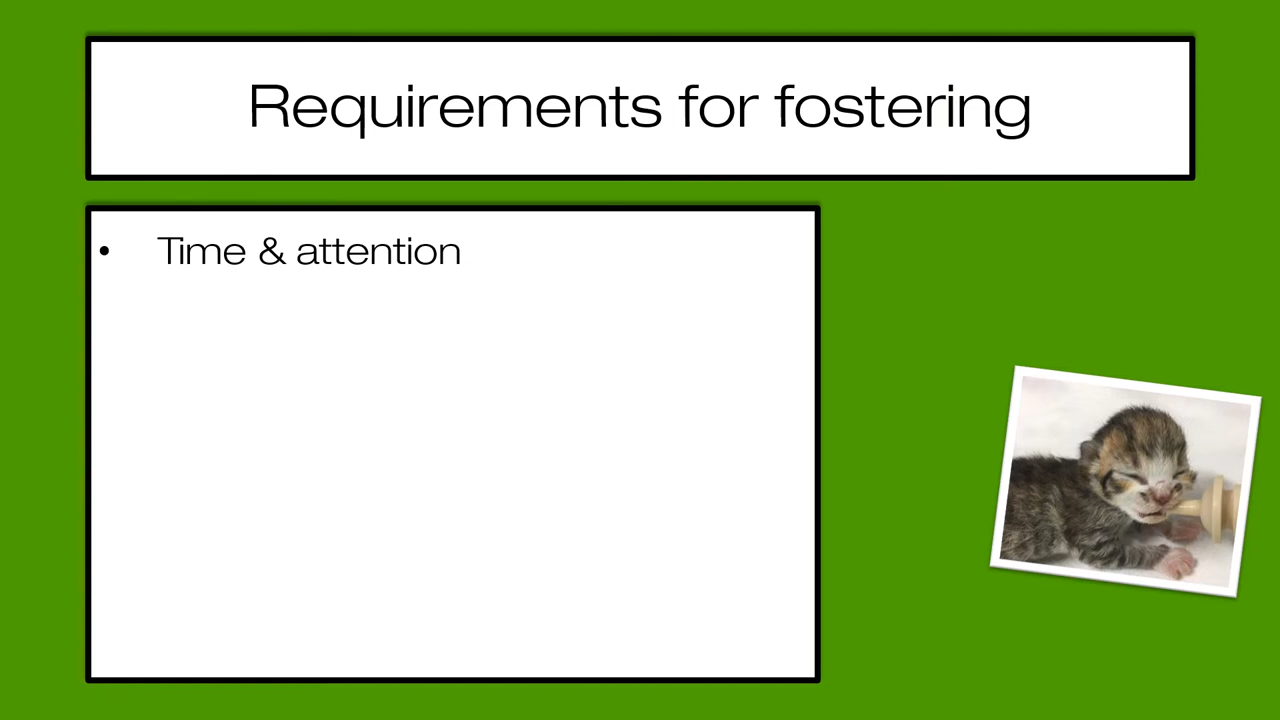 Requirements for fostering
• Time & attention